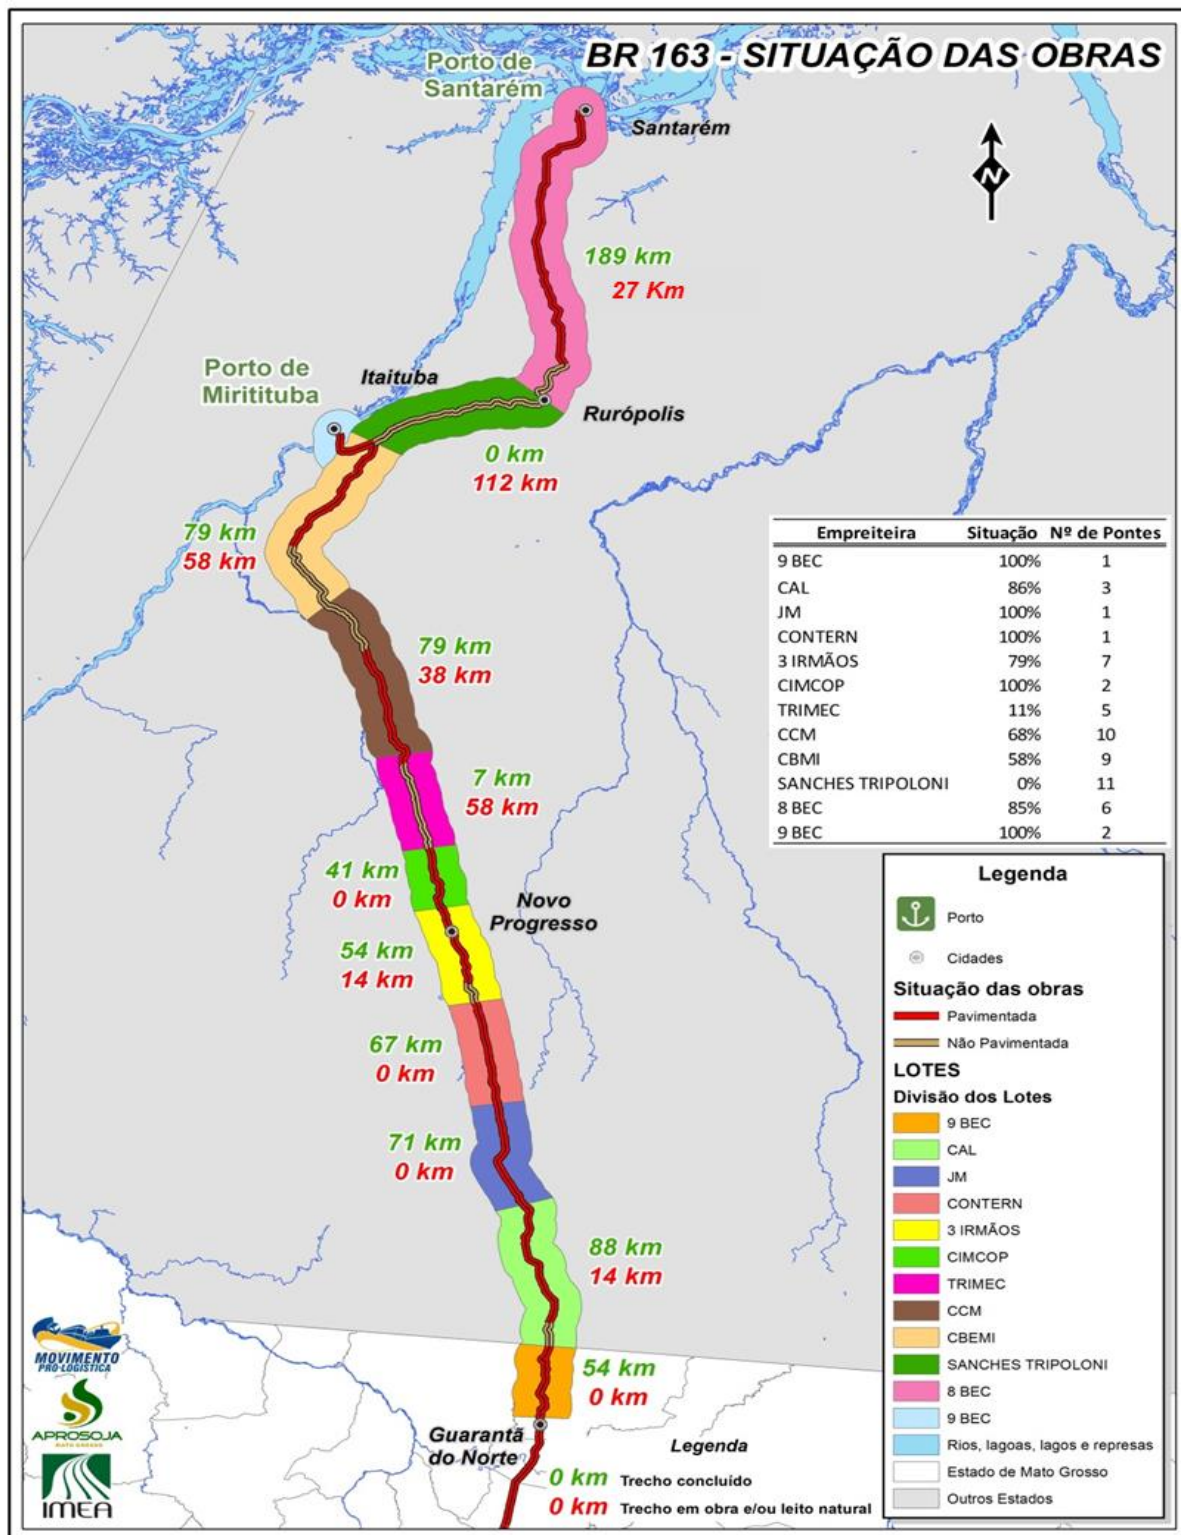 BR 163 - SITUAÇÃO DAS OBRAS
Porto de
Santarém
Santarém
N
189 km
27 Km
Porto de
Miritituba
Itaituba
Rurópolis
0 km
112 km
79 km
58 km
79 km
38 km
7 km
58 km
41 km
0 km
Novo
Progresso
54 km
14 km
67 km
0 km
71 km
0 km
88 km
14 km
54 km
0 km
Guarantã
do Norte
Legenda
0 km Trecho concluído
0 km Trecho em obra e/ou leito natural
Empreiteira Situação Nº de Pontes
9 BEC 100% 1
CAL 86% 3
JM 100% 1
CONTERN 100% 1
3 IRMÃOS 79% 7
CIMCOP 100% 2
TRIMEC 11% 5
CCM 68% 10
CBMI 58% 9
SANCHES TRIPOLONI 0% 11
8 BEC 85% 6
9 BEC 100% 2
Legenda
Porto
Cidades
Situação das obras
Pavimentada
Não Pavimentada
LOTES
Divisão dos Lotes
9 BEC
CAL
JM
CONTERN
3 IRMÃOS
CIMCOP
TRIMEC
CCM
CBEMI
SANCHES TRIPOLONI
8 BEC
9 BEC
Rios, lagoas, lagos e represas
Estado de Mato Grosso
Outros Estados
MOVIMENTO
PRÓ-LOGÍSTICA
APROSOJA
MATO GROSSO
IMEA